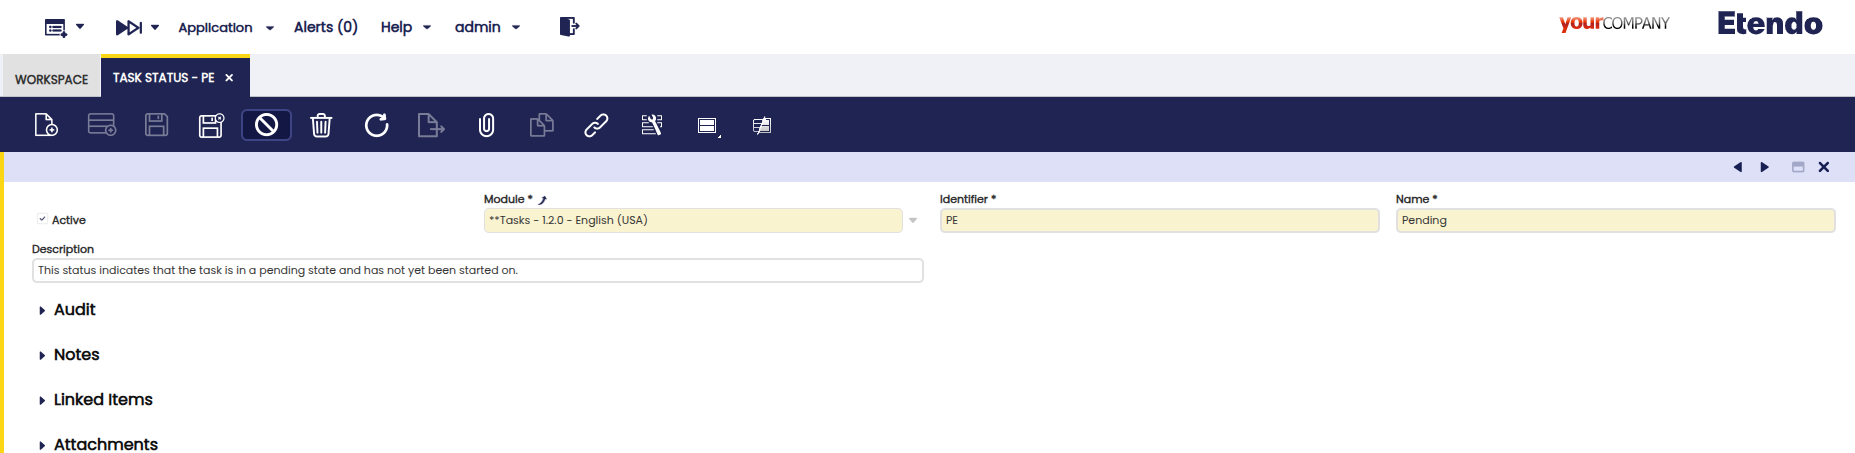 Application Alerts (0) Help admin yourCOMPANY Etendo
WORKSPACE TASK STATUS - PE
Module * Identifier * Name *
Active **Tasks - 1.2.0 - English (USA) PE Pending
Description
This status indicates that the task is in a pending state and has not yet been started on.
Audit
Notes
Linked Items
Attachments